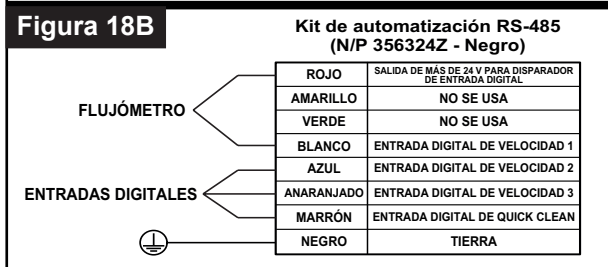 Figura 18B
Kit de automatización RS-485
(N/P 356324Z - Negro)
FLUJÓMETRO
ENTRADAS DIGITALES
ROJO SALIDA DE MÁS DE 24 V PARA DISPARADOR
DE ENTRADA DIGITAL
AMARILLO NO SE USA
VERDE NO SE USA
BLANCO ENTRADA DIGITAL DE VELOCIDAD 1
AZUL ENTRADA DIGITAL DE VELOCIDAD 2
ANARANJADO ENTRADA DIGITAL DE VELOCIDAD 3
MARRÓN ENTRADA DIGITAL DE QUICK CLEAN
NEGRO TIERRA